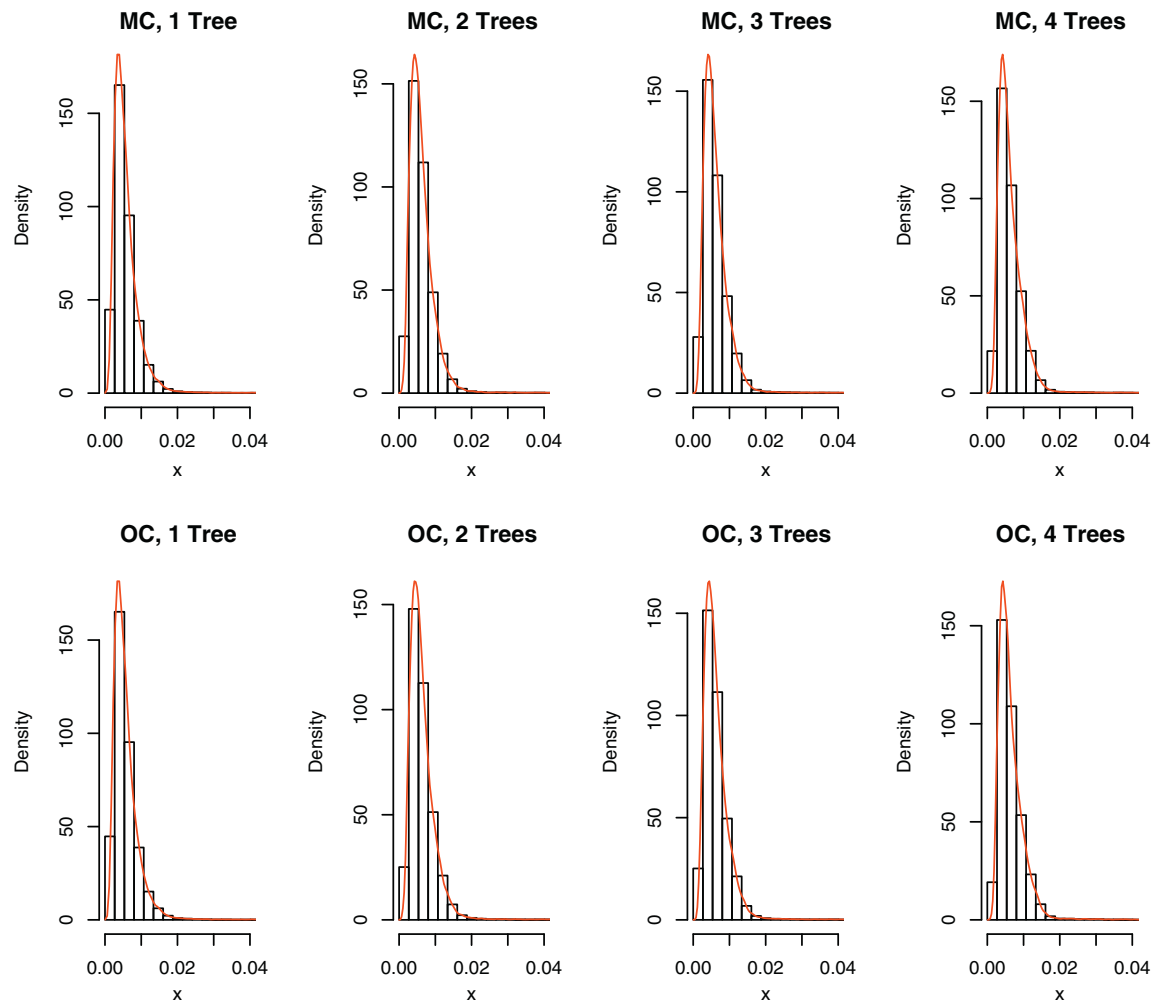 MC, 1 Tree
MC, 2 Trees
MC, 3 Trees
MC, 4 Trees
Density
0
50
100
150
0.00
0.02
0.04
x
Density
0
50
100
150
0.00
0.02
0.04
x
Density
0
50
100
150
0.00
0.02
0.04
x
Density
0
50
100
150
0.00
0.02
0.04
x
OC, 1 Tree
OC, 2 Trees
OC, 3 Trees
OC, 4 Trees
Density
0
50
100
150
0.00
0.02
0.04
x
Density
0
50
100
150
0.00
0.02
0.04
x
Density
0
50
100
150
0.00
0.02
0.04
x
Density
0
50
100
150
0.00
0.02
0.04
x